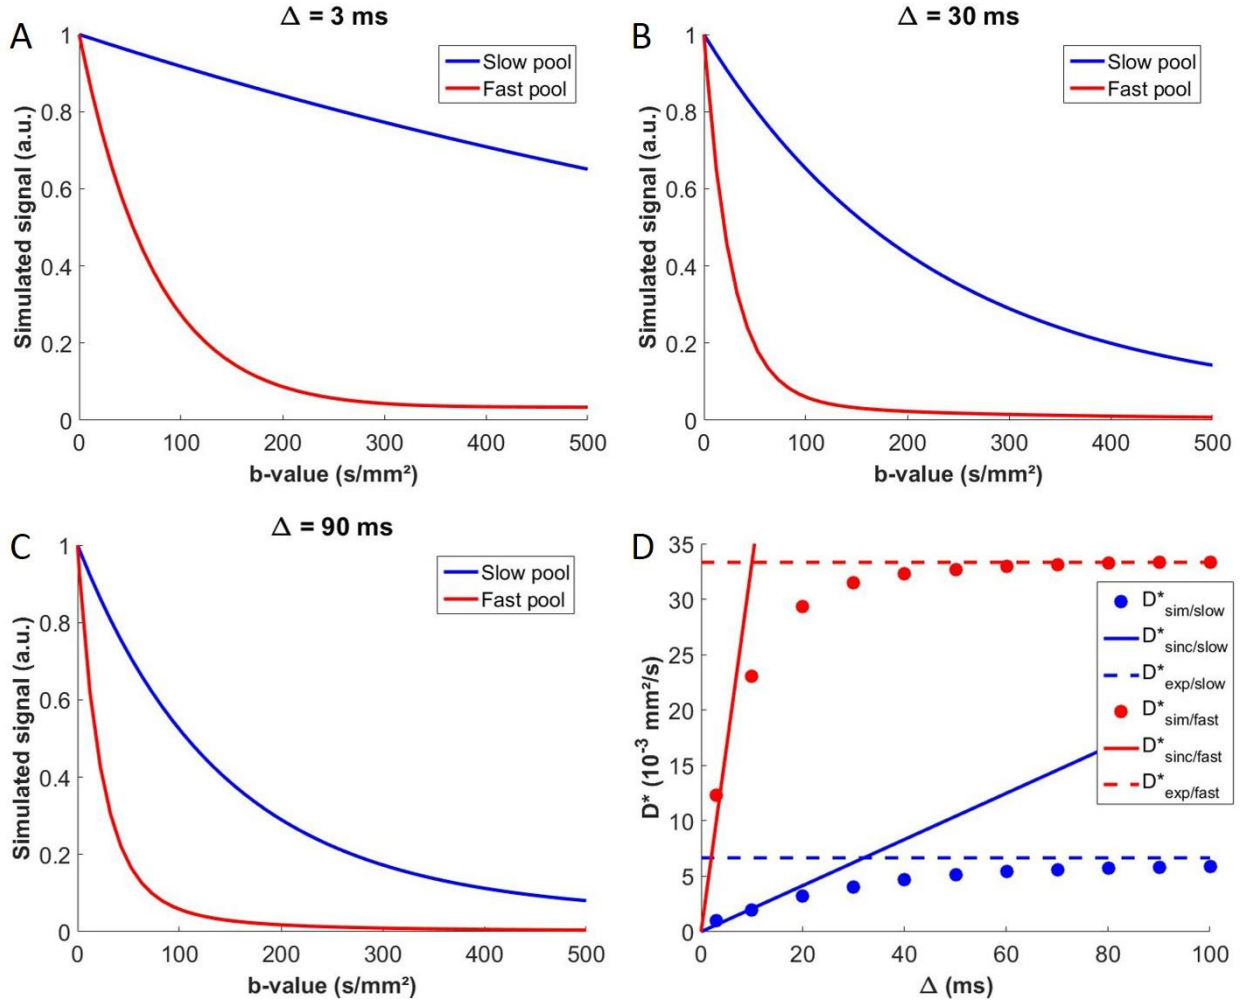 A
Δ = 3 ms
Simulated signal (a.u.)
1
0.8
0.6
0.4
0.2
0
Slow pool
Fast pool
0 100 200 300 400 500
b-value (s/mm²)
B
Δ = 30 ms
Simulated signal (a.u.)
1
0.8
0.6
0.4
0.2
0
Slow pool
Fast pool
0 100 200 300 400 500
b-value (s/mm²)
C
Δ = 90 ms
Simulated signal (a.u.)
1
0.8
0.6
0.4
0.2
0
Slow pool
Fast pool
0 100 200 300 400 500
b-value (s/mm²)
D
D* (10⁻³ mm²/s)
35
30
25
20
15
10
5
0
D*sim/slow
D*sinc/slow
D*exp/slow
D*sim/fast
D*sinc/fast
D*exp/fast
0 20 40 60 80 100
Δ (ms)